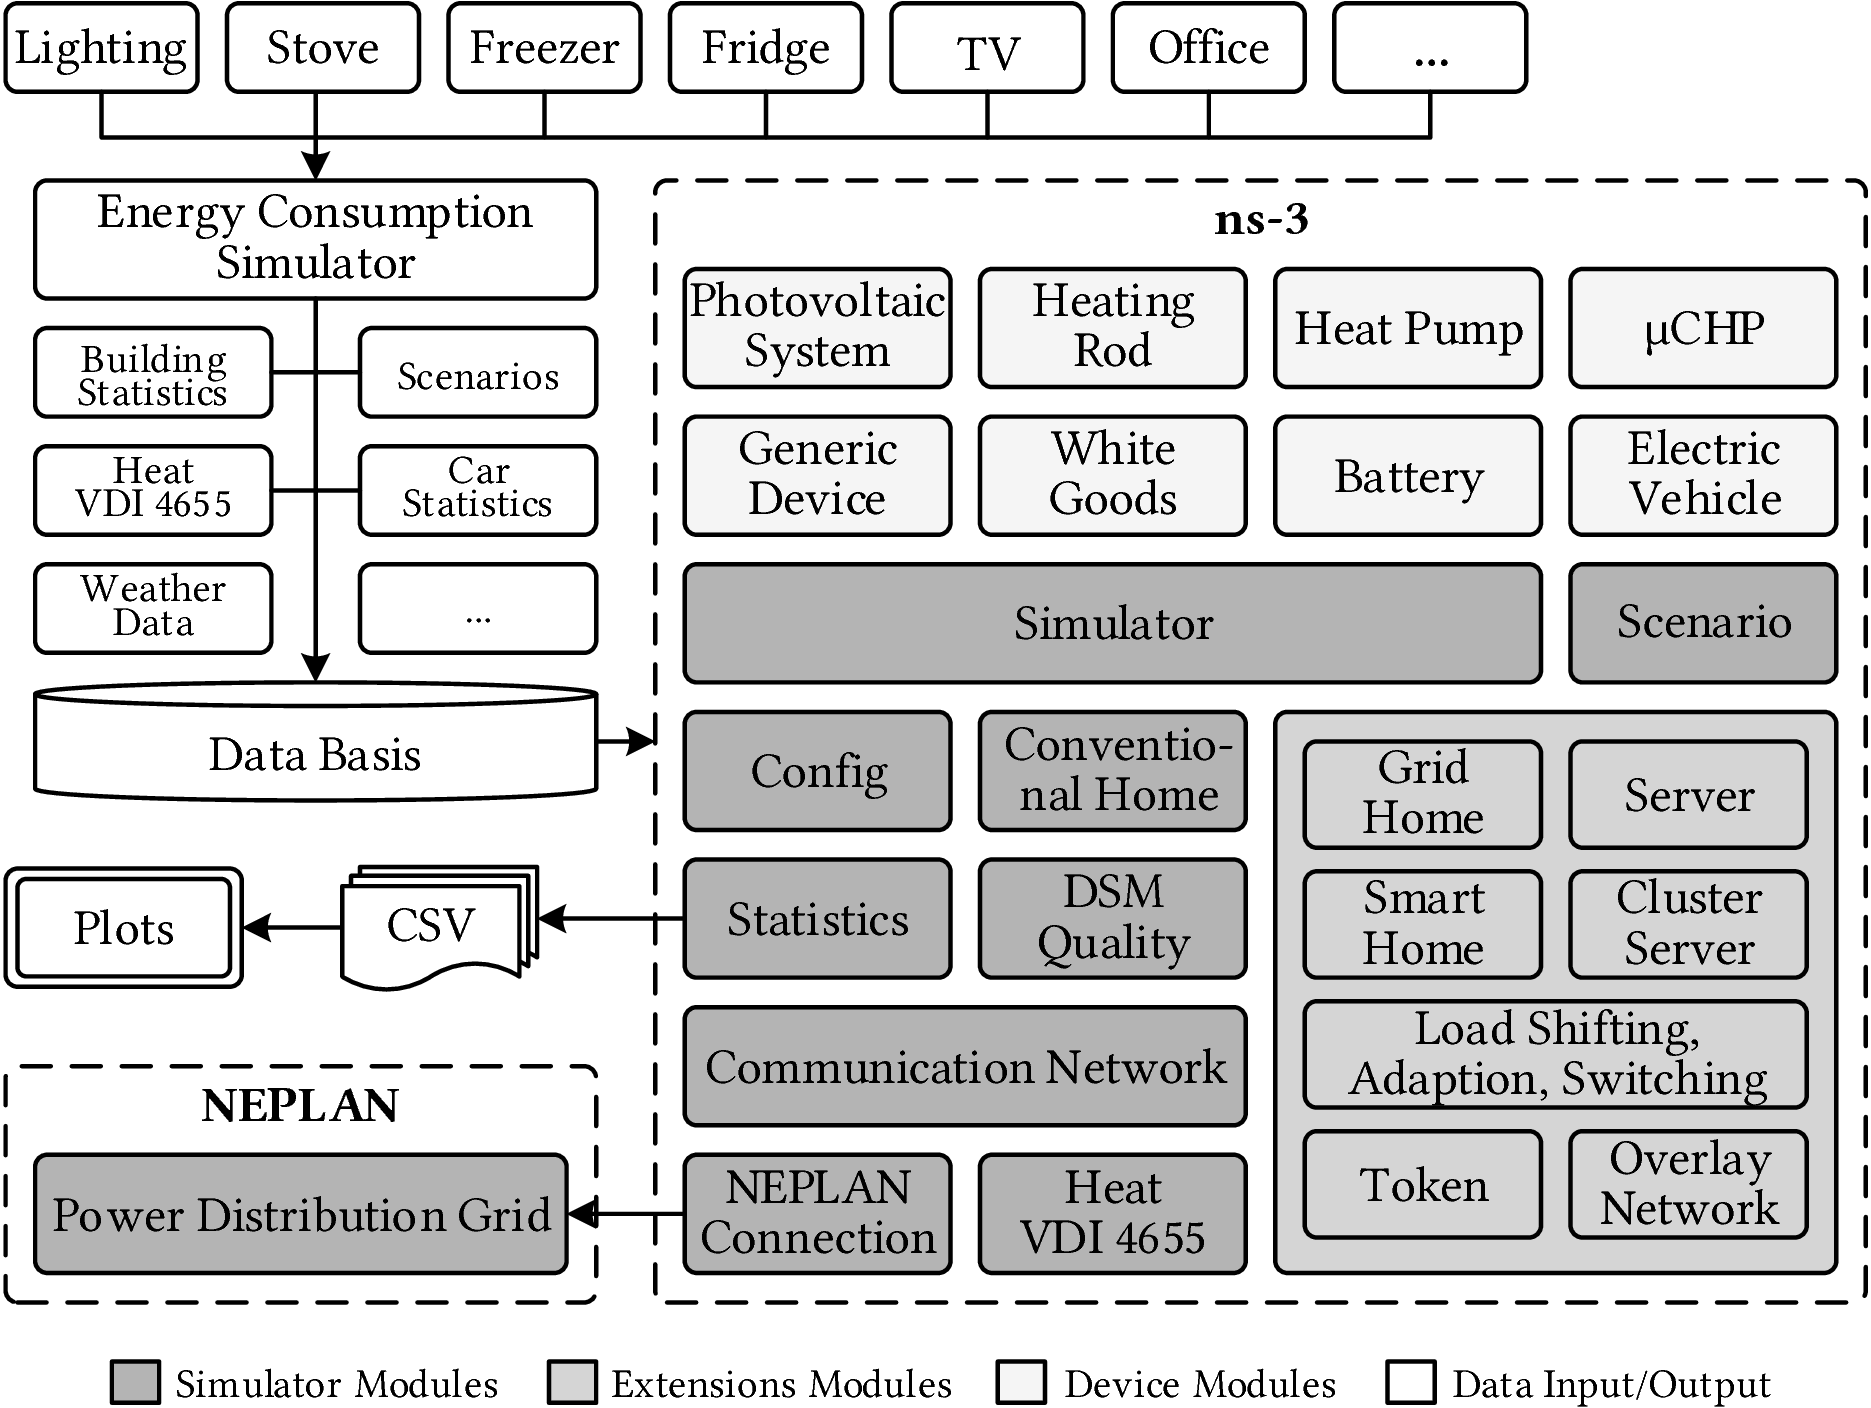 Lighting
Stove
Freezer
Fridge
TV
Office
...
Energy Consumption
Simulator
Building
Statistics
Scenarios
Heat
VDI 4655
Car
Statistics
Weather
Data
...
Data Basis
Plots
CSV
NEPLAN
Power Distribution Grid
ns-3
Photovoltaic
System
Heating
Rod
Heat Pump
µCHP
Generic
Device
White
Goods
Battery
Electric
Vehicle
Simulator
Scenario
Config
Conventio-
nal Home
Statistics
DSM
Quality
Communication Network
NEPLAN
Connection
Heat
VDI 4655
Grid
Home
Server
Smart
Home
Cluster
Server
Load Shifting,
Adaption, Switching
Token
Overlay
Network
Simulator Modules
Extensions Modules
Device Modules
Data Input/Output